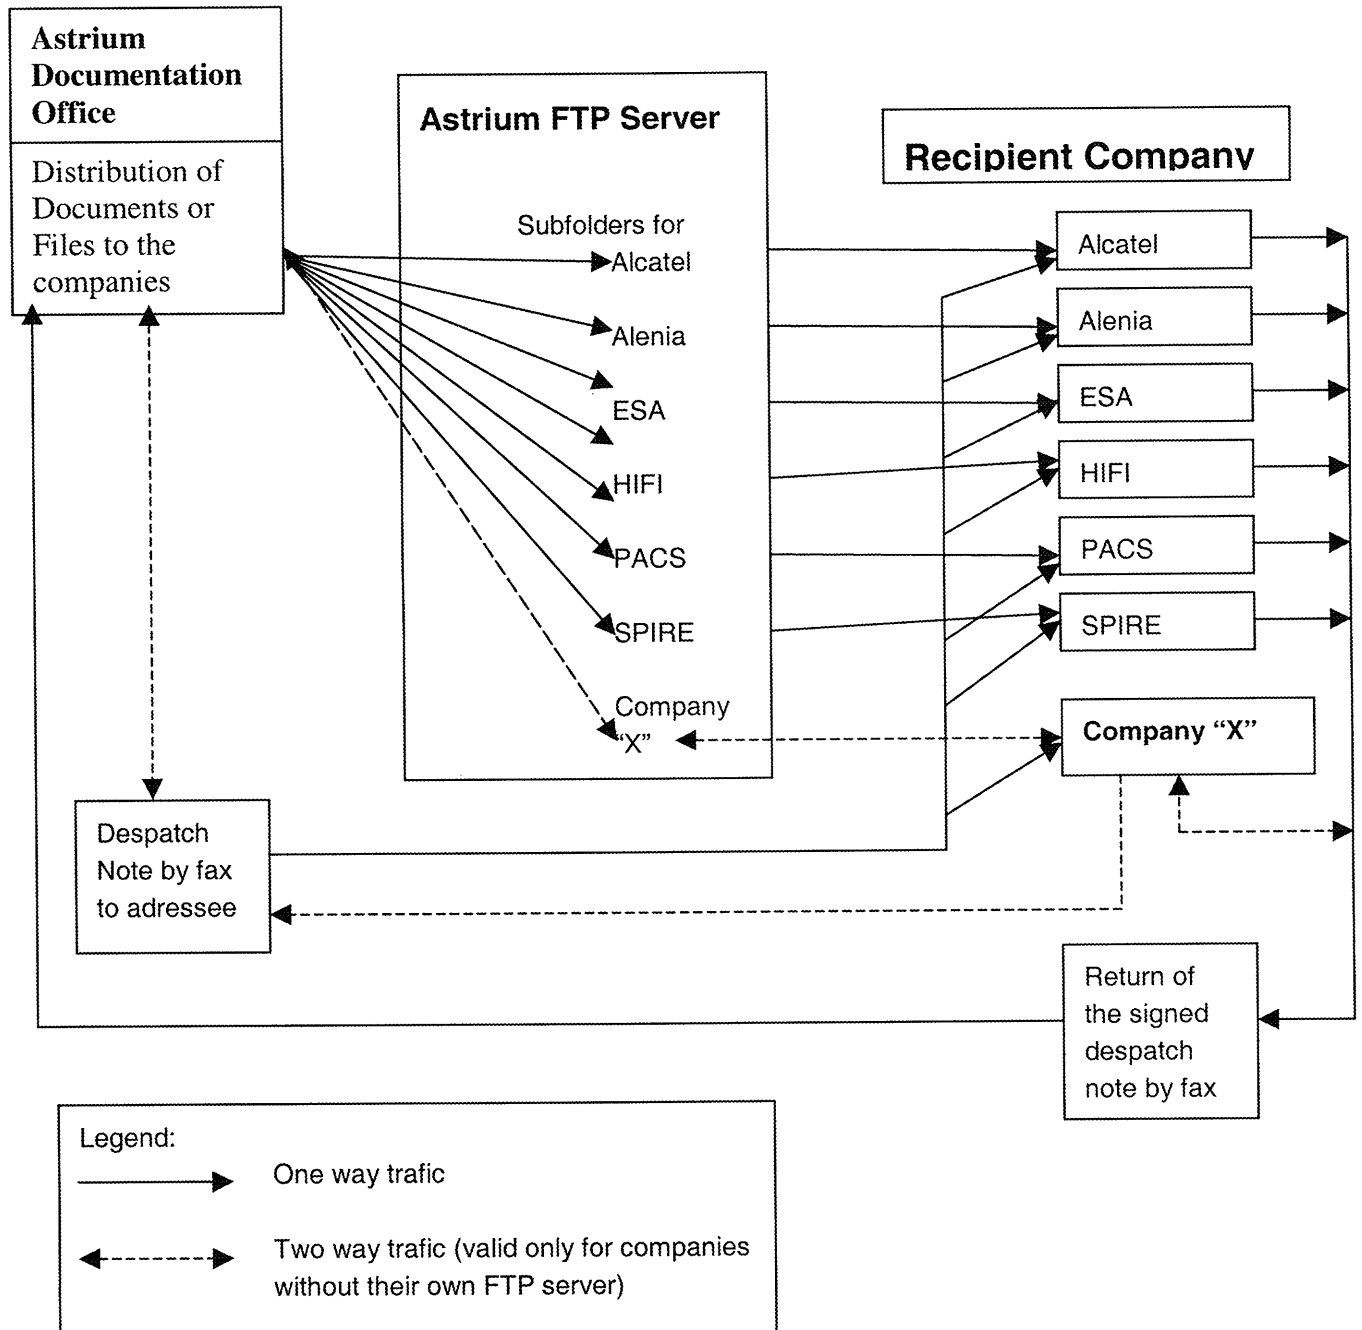 Astrium
Documentation
Office
Distribution of
Documents or
Files to the
companies
Astrium FTP Server
Subfolders for
Alcatel
Alenia
ESA
HIFI
PACS
SPIRE
Company
“X”
Recipient Company
Alcatel
Alenia
ESA
HIFI
PACS
SPIRE
Company “X”
Despatch
Note by fax
to adressee
Return of
the signed
despatch
note by fax
Legend:
One way trafic
Two way trafic (valid only for companies
without their own FTP server)